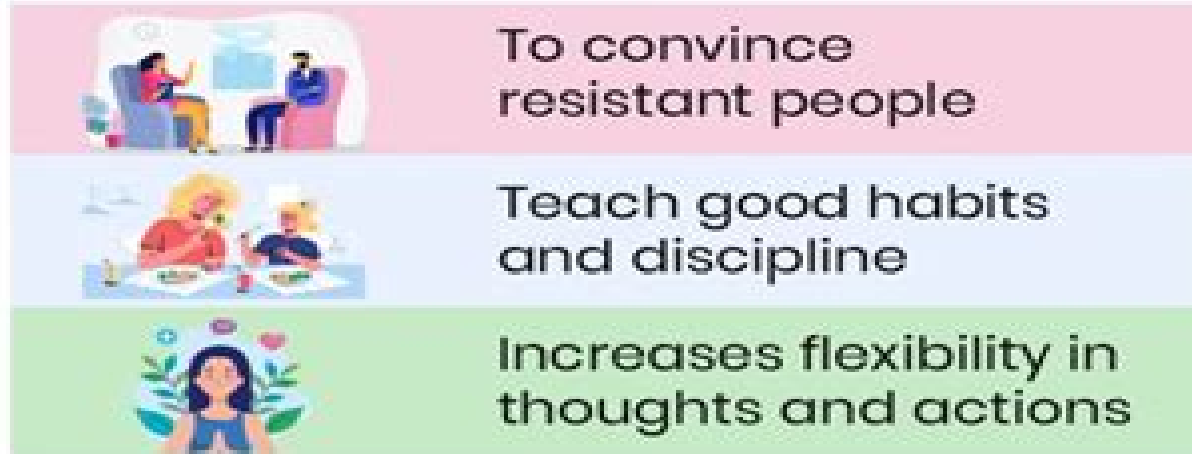 To convince
resistant people
Teach good habits
and discipline
Increases flexibility in
thoughts and actions